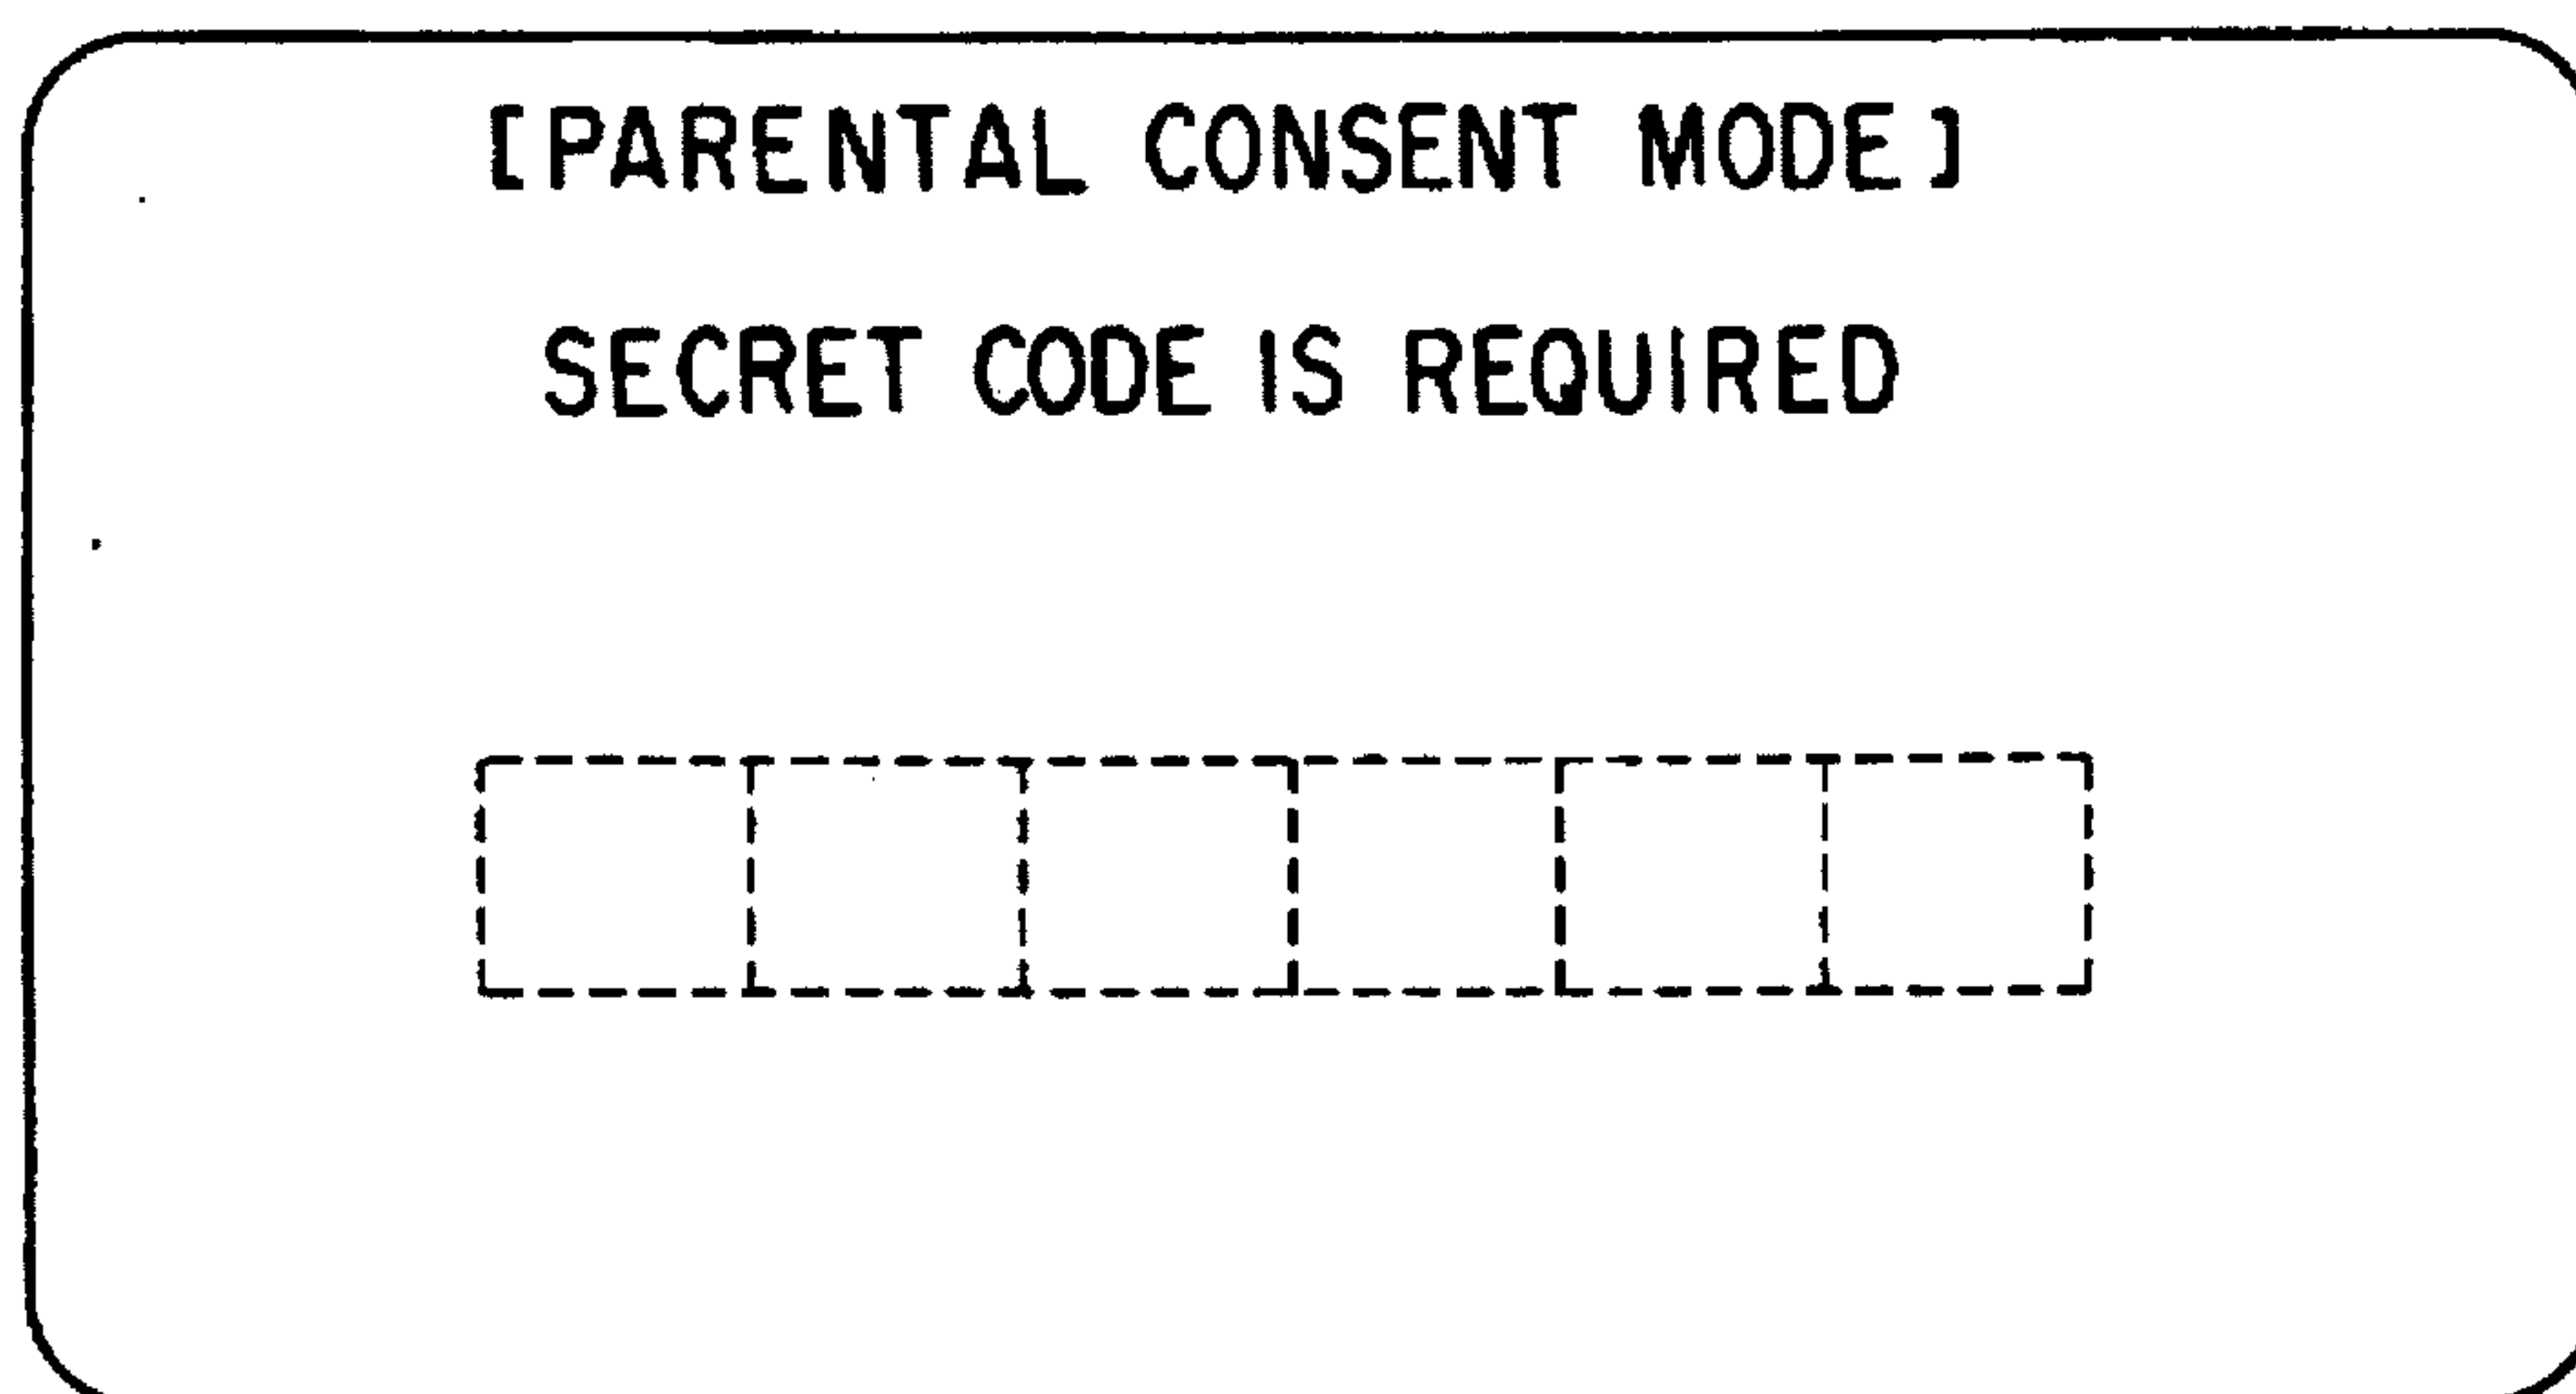 [PARENTAL CONSENT MODE]
SECRET CODE IS REQUIRED